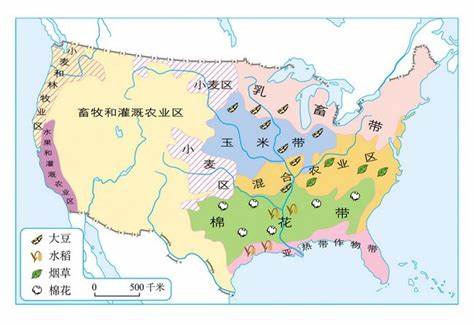 小麦和林牧业区
畜牧和灌溉农业区
水果和灌溉农业区
小麦区
小麦区
乳畜带
玉米带
混合农业区
棉花带
亚热带作物带
大豆
水稻
烟草
棉花
0 500千米